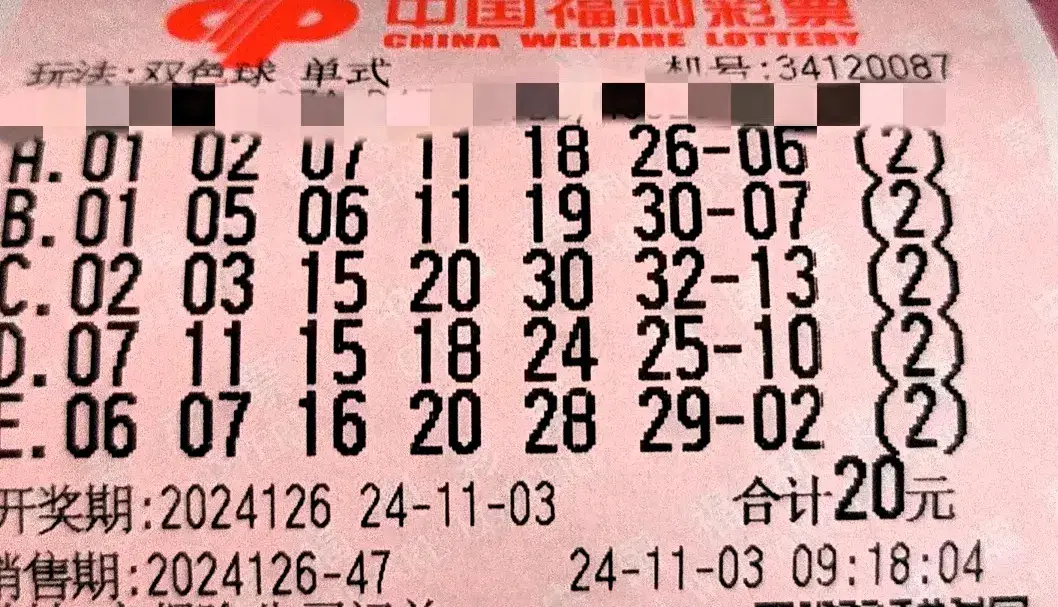 中国福利彩票
CHINA WELFARE LOTTERY
玩法:双色球 单式 机号:34120087
A.01 02 07 11 18 26-06 (2)
B.01 05 06 11 19 30-07 (2)
C.02 03 15 20 30 32-13 (2)
D.07 11 15 18 24 25-10 (2)
E.06 07 16 20 28 29-02 (2)
开奖期:2024126 24-11-03 合计20元
销售期:2024126-47 24-11-03 09:18:04